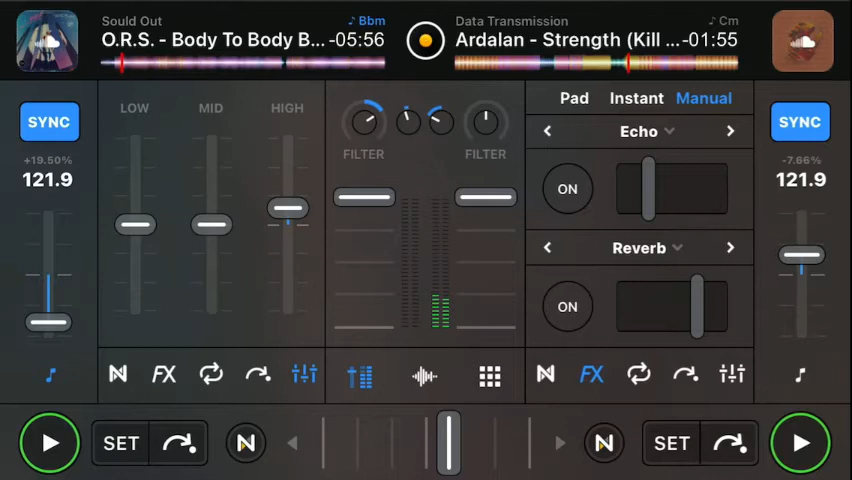 Sould Out
♪ Bbm
O.R.S. - Body To Body B... -05:56
Data Transmission
♪ Cm
Ardalan - Strength (Kill ... -01:55
SYNC
+19.50%
121.9
LOW MID HIGH
FILTER FILTER
Pad Instant Manual
Echo
ON
Reverb
ON
SYNC
-7.66%
121.9
FX
FX
SET
SET